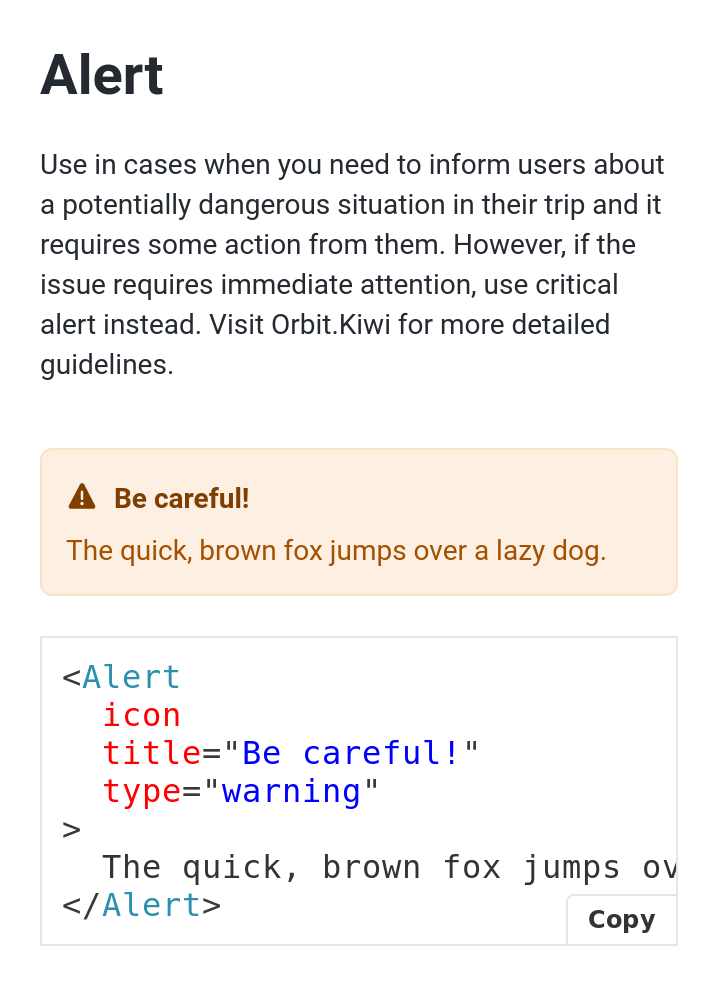 Alert
Use in cases when you need to inform users about
a potentially dangerous situation in their trip and it
requires some action from them. However, if the
issue requires immediate attention, use critical
alert instead. Visit Orbit.Kiwi for more detailed
guidelines.
Be careful!
The quick, brown fox jumps over a lazy dog.
<Alert
  icon
  title="Be careful!"
  type="warning"
>
  The quick, brown fox jumps ov
</Alert>
Copy